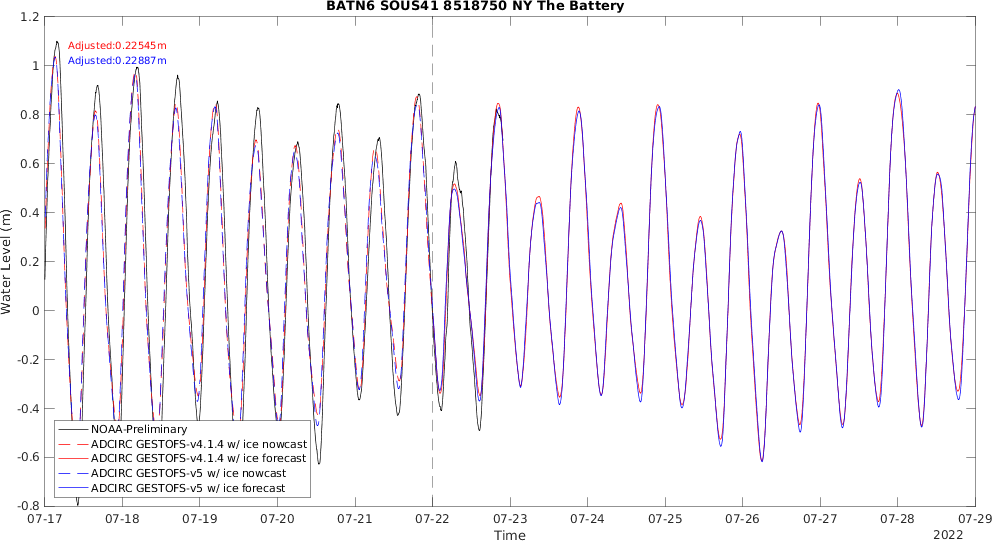 BATN6 SOUS41 8518750 NY The Battery
Adjusted:0.22545m
Adjusted:0.22887m
Water Level (m)
1.2
1
0.8
0.6
0.4
0.2
0
-0.2
-0.4
-0.6
-0.8
NOAA-Preliminary
ADCIRC GESTOFS-v4.1.4 w/ ice nowcast
ADCIRC GESTOFS-v4.1.4 w/ ice forecast
ADCIRC GESTOFS-v5 w/ ice nowcast
ADCIRC GESTOFS-v5 w/ ice forecast
07-17 07-18 07-19 07-20 07-21 07-22 07-23 07-24 07-25 07-26 07-27 07-28 07-29
Time
2022